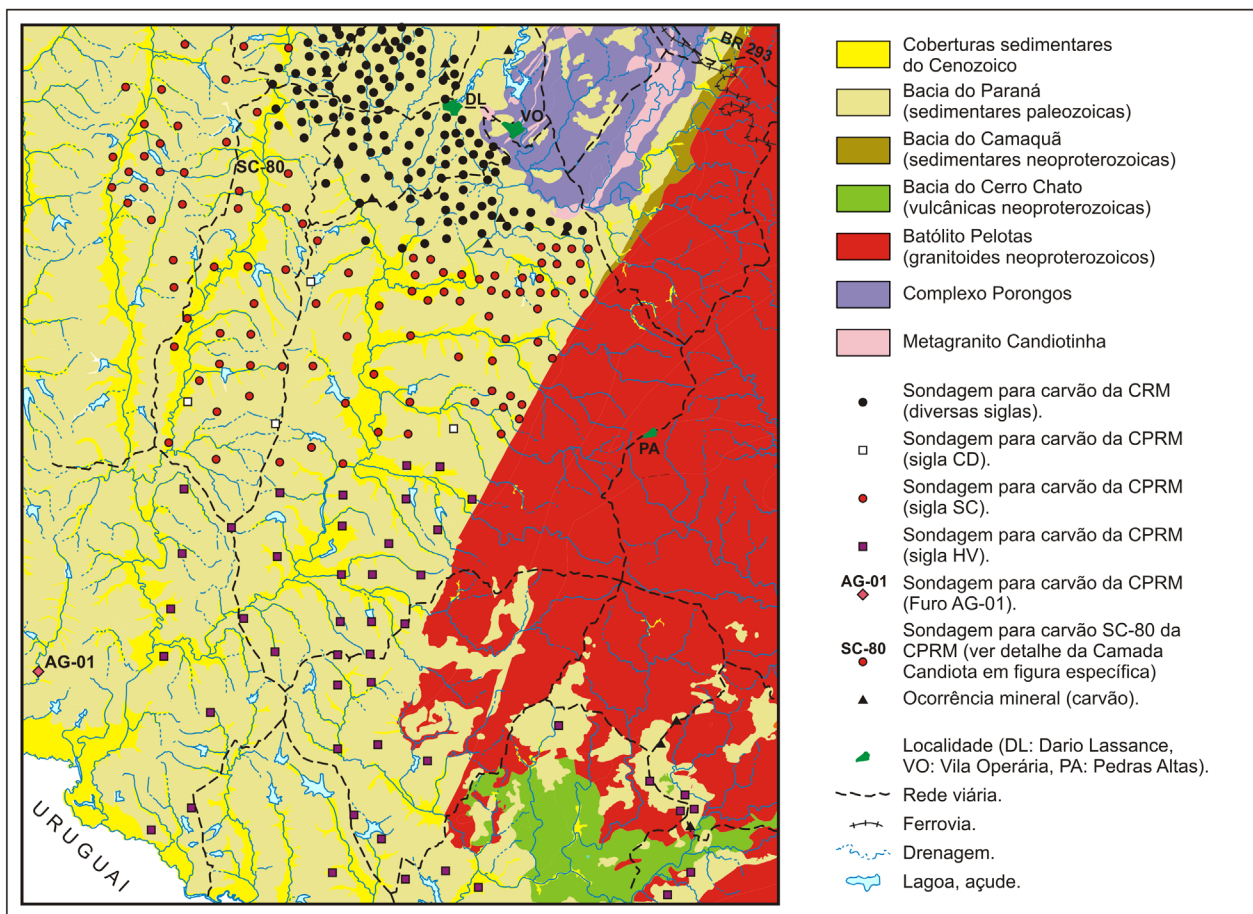 BR 293
DL
VO
SC-80
PA
AG-01
URUGUAI
Coberturas sedimentares
do Cenozoico
Bacia do Paraná
(sedimentares paleozoicas)
Bacia do Camaquã
(sedimentares neoproterozoicas)
Bacia do Cerro Chato
(vulcânicas neoproterozoicas)
Batólito Pelotas
(granitoides neoproterozoicos)
Complexo Porongos
Metagranito Candiotinha
Sondagem para carvão da CRM
(diversas siglas).
Sondagem para carvão da CPRM
(sigla CD).
Sondagem para carvão da CPRM
(sigla SC).
Sondagem para carvão da CPRM
(sigla HV).
AG-01 Sondagem para carvão da CPRM
(Furo AG-01).
Sondagem para carvão SC-80 da
SC-80 CPRM (ver detalhe da Camada
Candiota em figura específica)
Ocorrência mineral (carvão).
Localidade (DL: Dario Lassance,
VO: Vila Operária, PA: Pedras Altas).
Rede viária.
Ferrovia.
Drenagem.
Lagoa, açude.